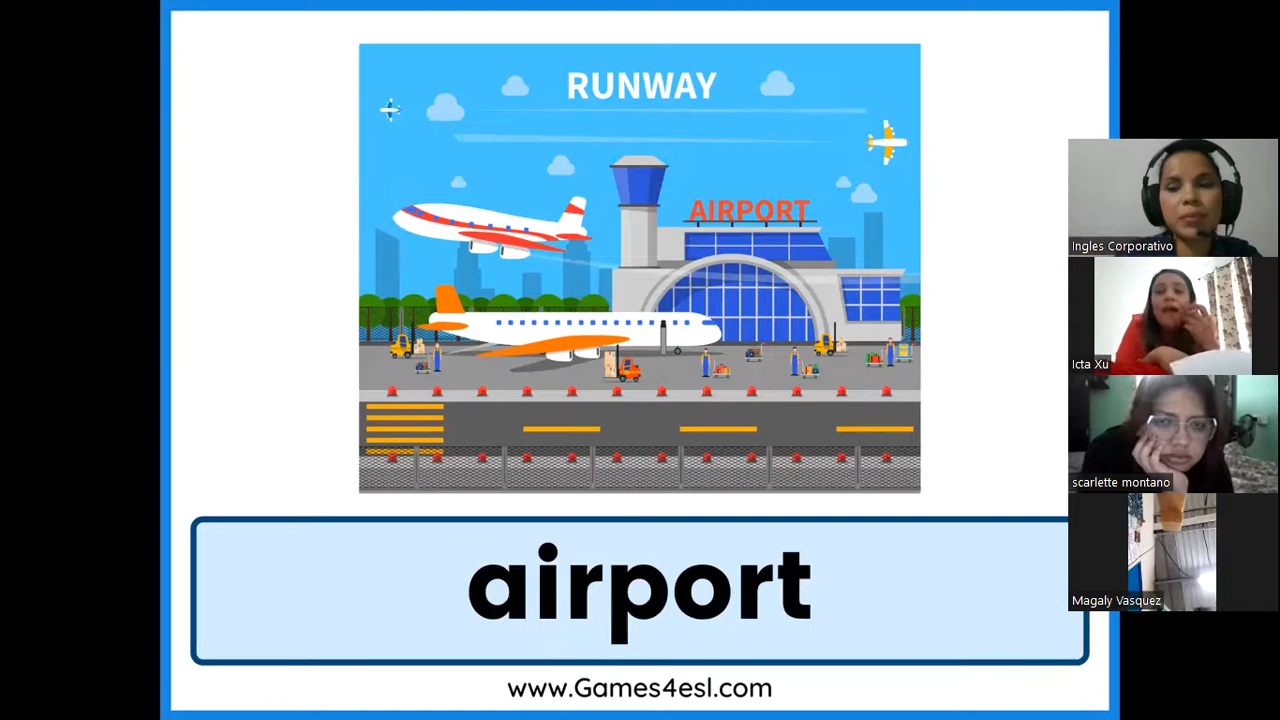 RUNWAY
AIRPORT
airport
www.Games4esl.com
Ingles Corporativo
Icta Xu
scarlette montano
Magaly Vasquez